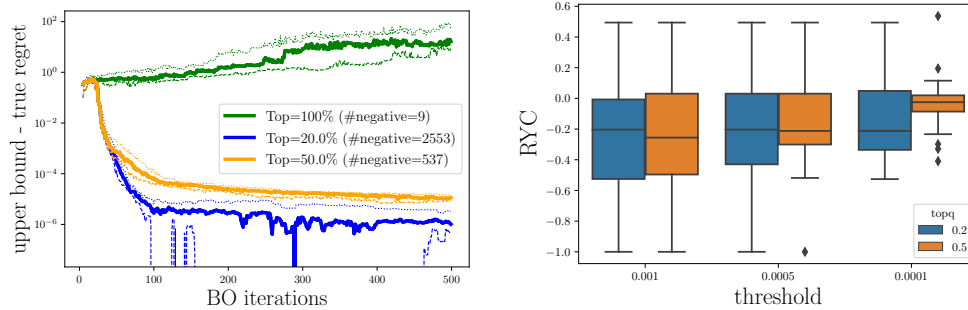 upper bound - true regret
10^2
10^0
10^-2
10^-4
10^-6
Top=100% (#negative=9)
Top=20.0% (#negative=2553)
Top=50.0% (#negative=537)
0 100 200 300 400 500
BO iterations
RYC
0.4
0.2
0.0
−0.2
−0.4
−0.6
−0.8
−1.0
topq
0.2
0.5
0.001 0.0005 0.0001
threshold